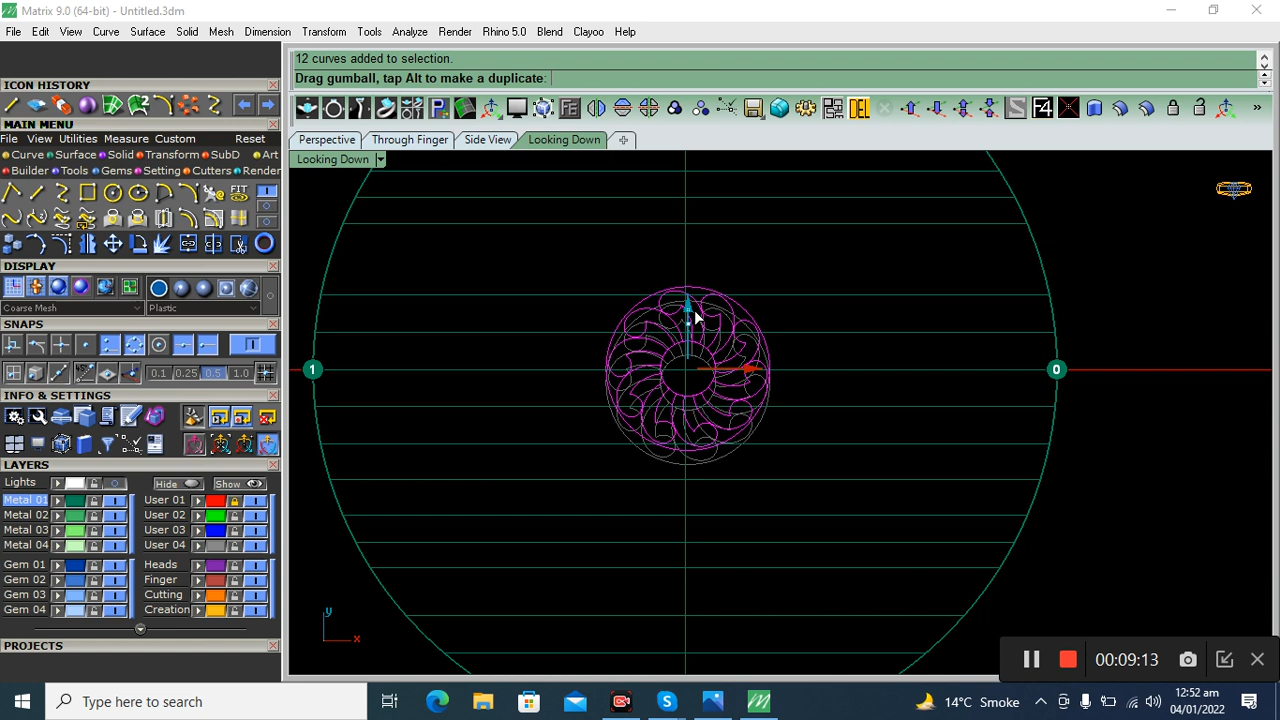 Matrix 9.0 (64-bit) - Untitled.3dm
File Edit View Curve Surface Solid Mesh Dimension Transform Tools Analyze Render Rhino 5.0 Blend Clayoo Help
12 curves added to selection.
Drag gumball, tap Alt to make a duplicate:
ICON HISTORY
MAIN MENU
File View Utilities Measure Custom Reset
Curve Surface Solid Transform SubD Art
Builder Tools Gems Setting Cutters Render
FIT
DISPLAY
Coarse Mesh Plastic
SNAPS
0.1 0.25 0.5 1.0
INFO & SETTINGS
LAYERS
Lights Hide Show
Metal 01 User 01
Metal 02 User 02
Metal 03 User 03
Metal 04 User 04
Gem 01 Heads
Gem 02 Finger
Gem 03 Cutting
Gem 04 Creation
PROJECTS
DEL F4
Perspective Through Finger Side View Looking Down
Looking Down
1 0
y
x
00:09:13
Type here to search
14°C Smoke
12:52 am
04/01/2022